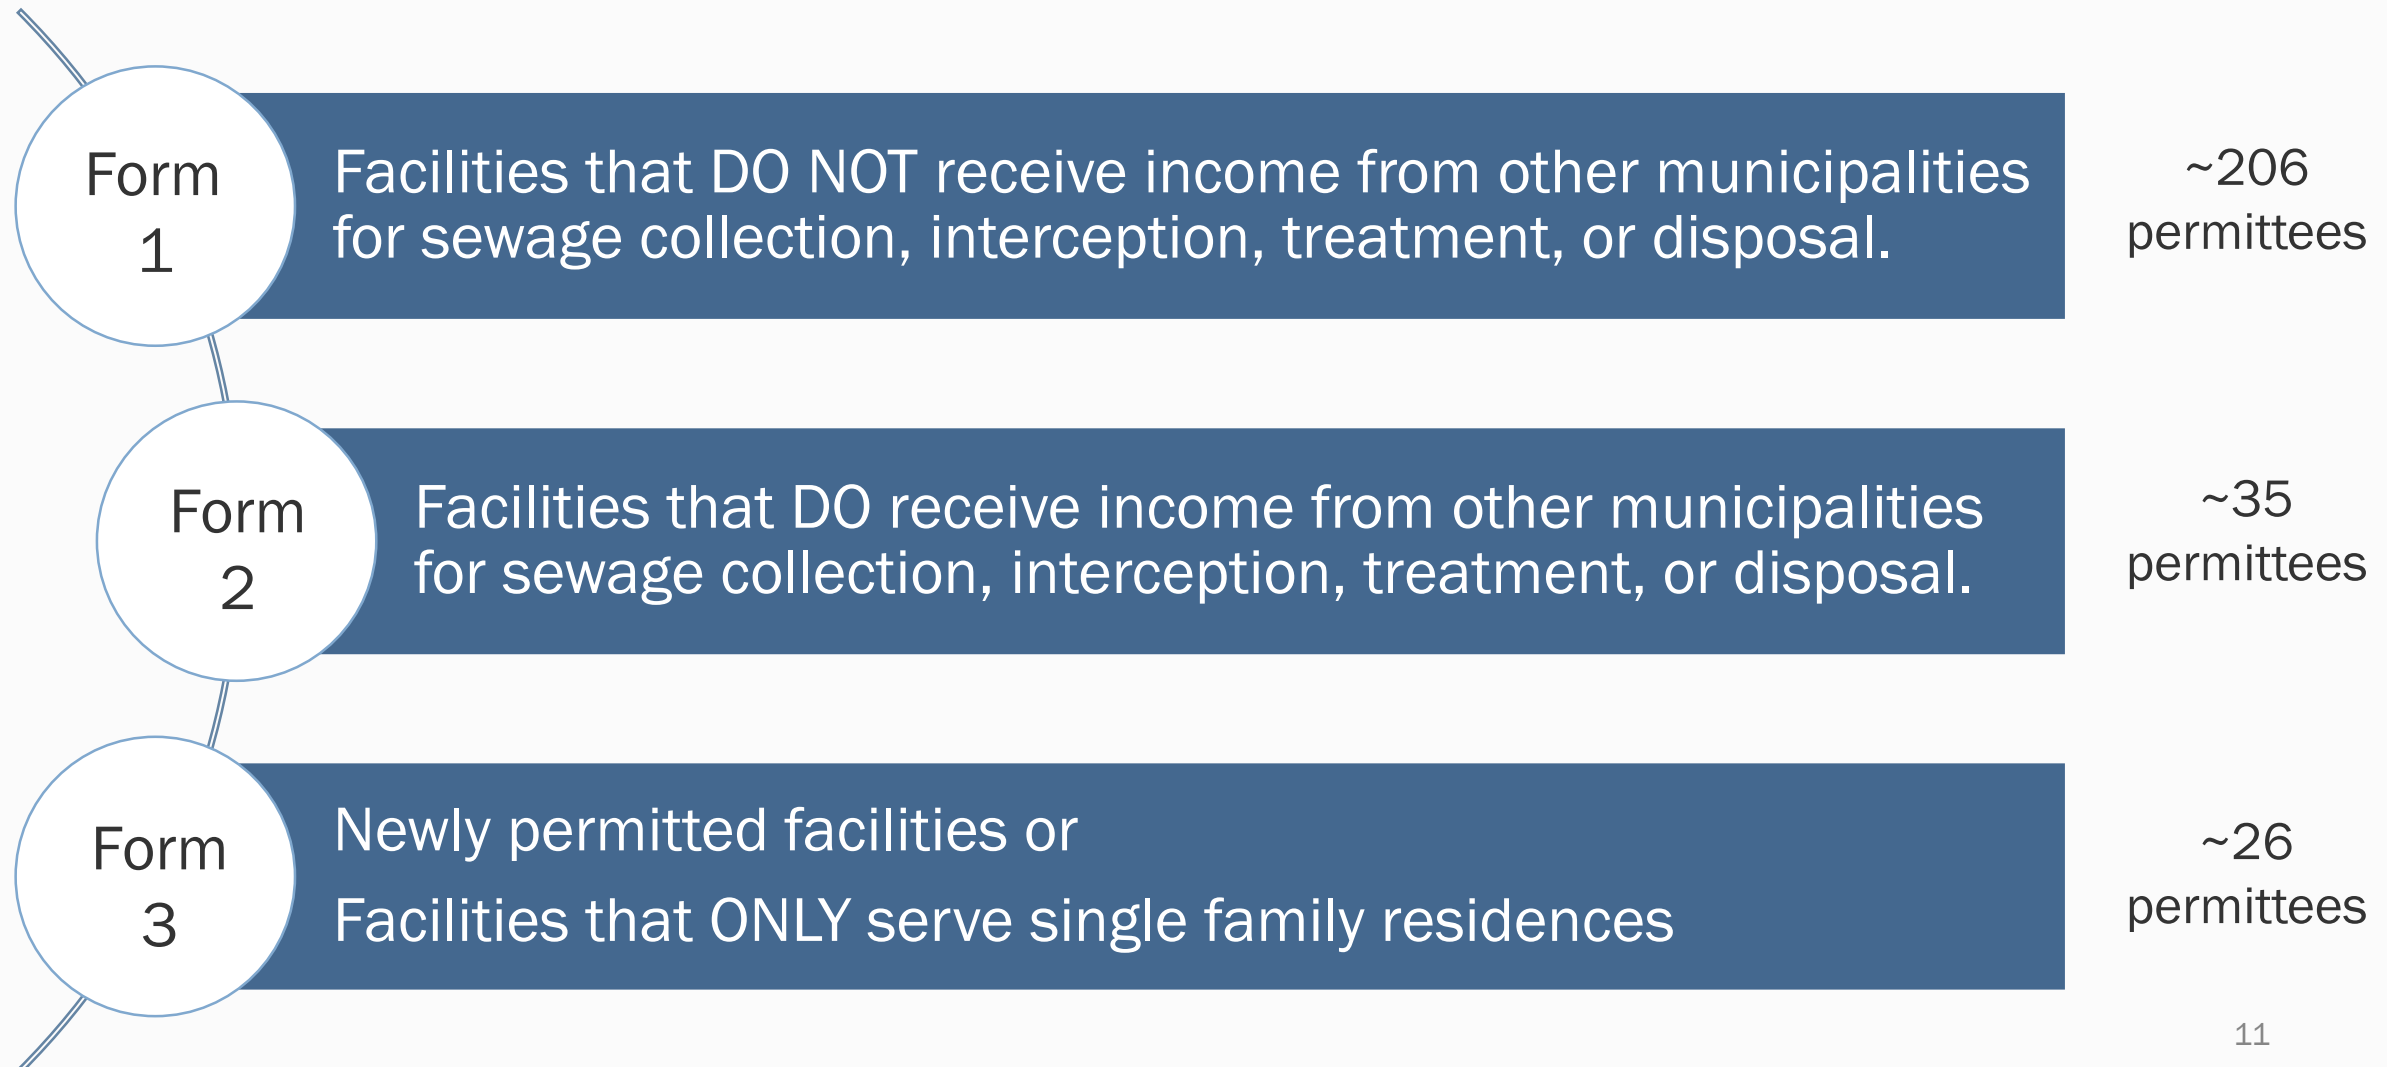 Form
1
Facilities that DO NOT receive income from other municipalities
for sewage collection, interception, treatment, or disposal.
~206
permittees
Form
2
Facilities that DO receive income from other municipalities
for sewage collection, interception, treatment, or disposal.
~35
permittees
Form
3
Newly permitted facilities or
Facilities that ONLY serve single family residences
~26
permittees
11